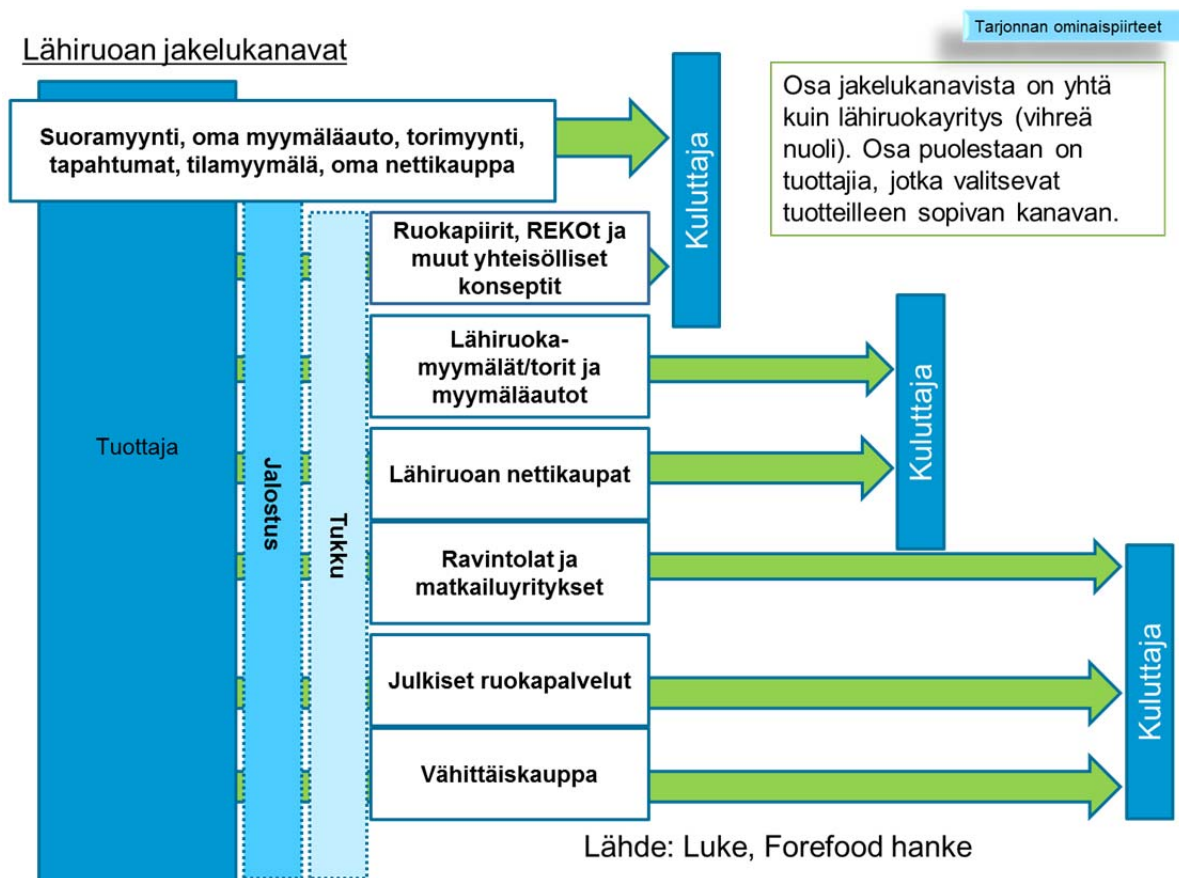 Tarjonnan ominaispiirteet
Lähiruoan jakelukanavat
Osa jakelukanavista on yhtä
kuin lähiruokayritys (vihreä
nuoli). Osa puolestaan on
tuottajia, jotka valitsevat
tuotteilleen sopivan kanavan.
Suoramyynti, oma myymäläauto, torimyynti,
tapahtumat, tilamyymälä, oma nettikauppa
Kuluttaja
Ruokapiirit, REKOt ja
muut yhteisölliset
konseptit
Lähiruoka-
myymälät/torit ja
myymäläautot
Kuluttaja
Tuottaja
Jalostus
Tukku
Lähiruoan nettikaupat
Ravintolat ja
matkailuyritykset
Kuluttaja
Julkiset ruokapalvelut
Vähittäiskauppa
Lähde: Luke, Forefood hanke